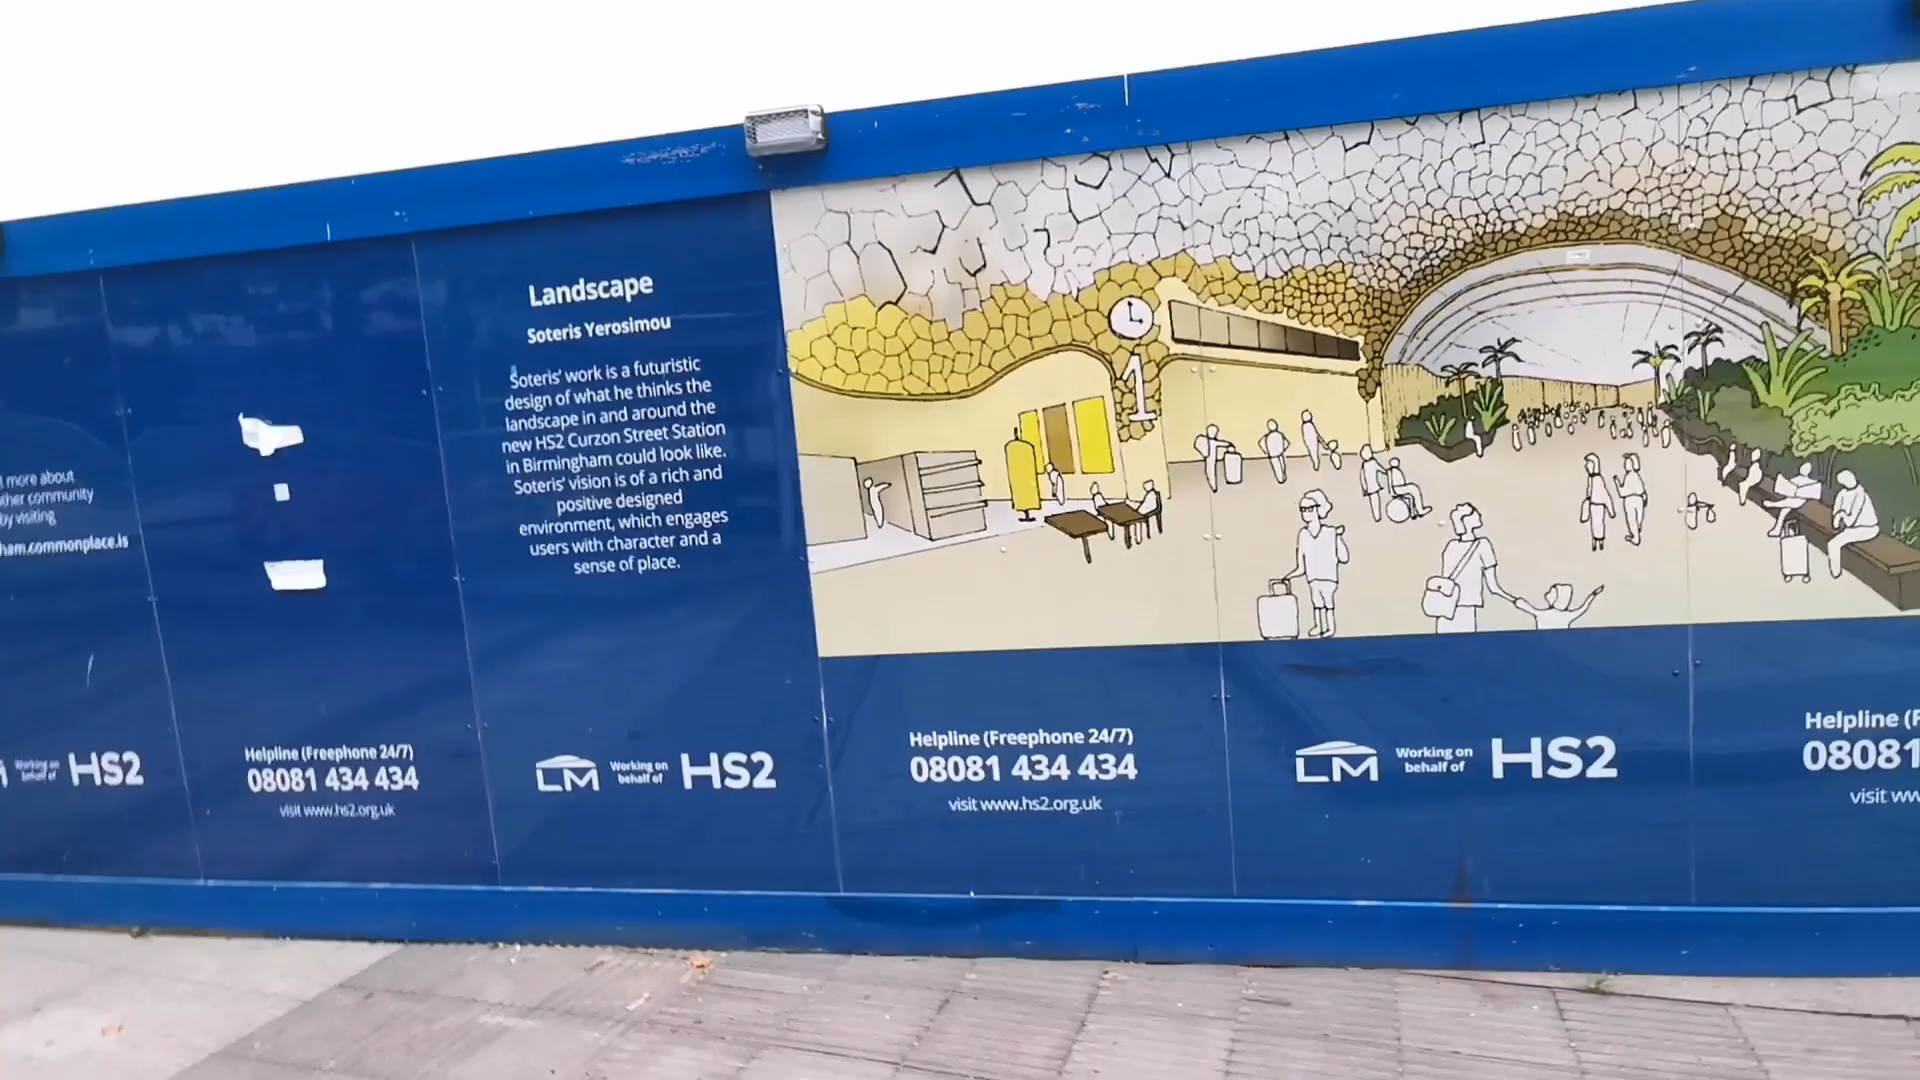 more about
ther community
by visiting
ham.commonplace.is
Working on
behalf of
HS2
Helpline (Freephone 24/7)
08081 434 434
visit www.hs2.org.uk
Landscape
Soteris Yerosimou
Soteris' work is a futuristic
design of what he thinks the
landscape in and around the
new HS2 Curzon Street Station
in Birmingham could look like.
Soteris' vision is of a rich and
positive designed
environment, which engages
users with character and a
sense of place.
LM
Working on
behalf of
HS2
1
Helpline (Freephone 24/7)
08081 434 434
visit www.hs2.org.uk
LM
Working on
behalf of
HS2
Helpline (F
08081
visit ww